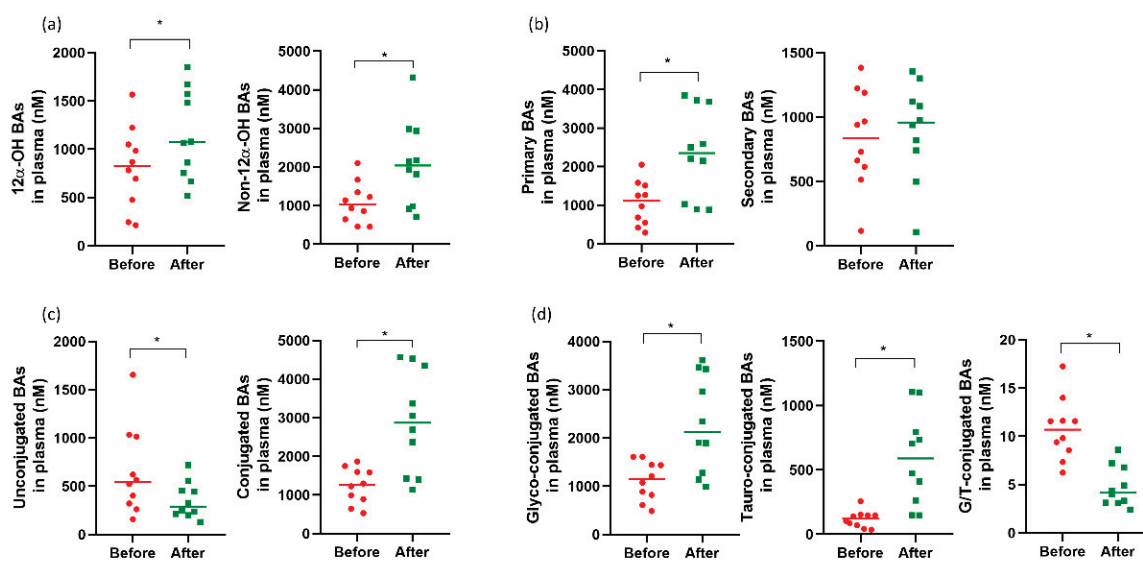 (a)
*
12α-OH BAs
in plasma (nM)
2000
1500
1000
500
0
Before
After
*
Non-12α-OH BAs
in plasma (nM)
5000
4000
3000
2000
1000
0
Before
After
(b)
*
Primary BAs
in plasma (nM)
5000
4000
3000
2000
1000
0
Before
After
Secondary BAs
in plasma (nM)
1500
1000
500
0
Before
After
(c)
*
Unconjugated BAs
in plasma (nM)
2000
1500
1000
500
0
Before
After
*
Conjugated BAs
in plasma (nM)
5000
4000
3000
2000
1000
0
Before
After
(d)
*
Glyco-conjugated BAs
in plasma (nM)
4000
3000
2000
1000
0
Before
After
*
Tauro-conjugated BAs
in plasma (nM)
1500
1000
500
0
Before
After
*
G/T-conjugated BAs
in plasma (nM)
20
15
10
5
0
Before
After